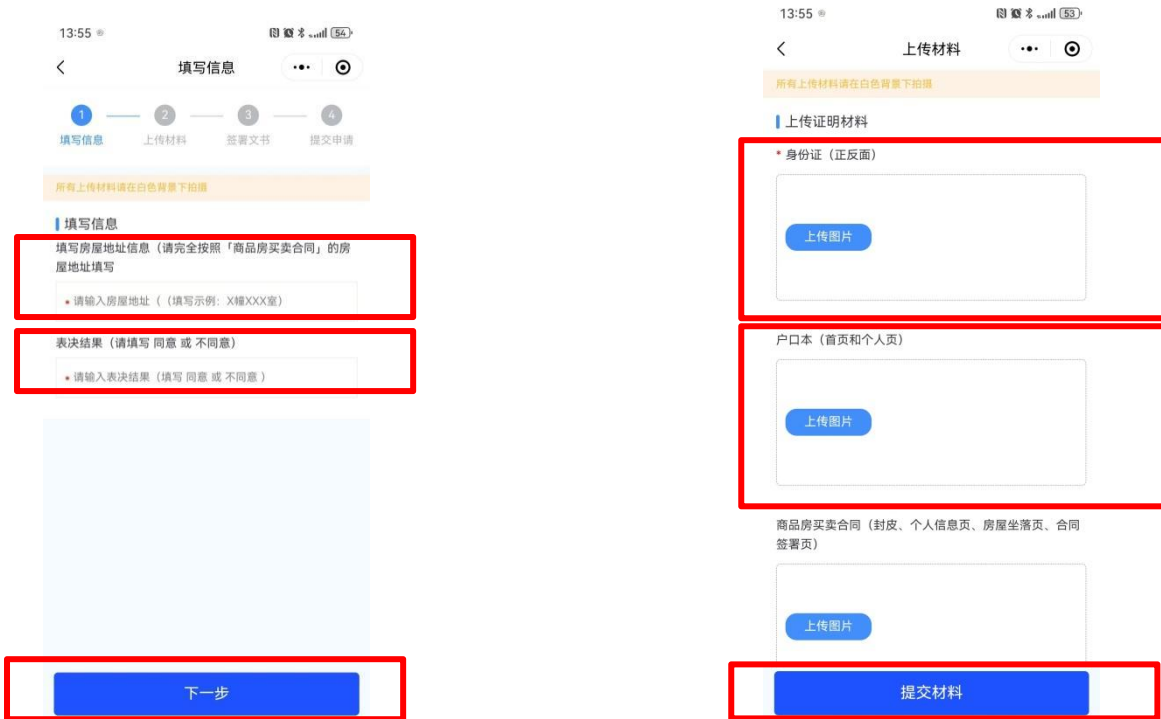 13:55
54
填写信息
1
2
3
4
填写信息
上传材料
签署文书
提交申请
所有上传材料请在白色背景下拍摄
填写信息
填写房屋地址信息（请完全按照「商品房买卖合同」的房
屋地址填写
* 请输入房屋地址（（填写示例：X幢XXX室）
表决结果（请填写 同意 或 不同意）
* 请输入表决结果（填写 同意 或 不同意 ）
下一步
13:55
53
上传材料
所有上传材料请在白色背景下拍摄
上传证明材料
* 身份证（正反面）
上传图片
户口本（首页和个人页）
上传图片
商品房买卖合同（封皮、个人信息页、房屋坐落页、合同
签署页）
上传图片
提交材料